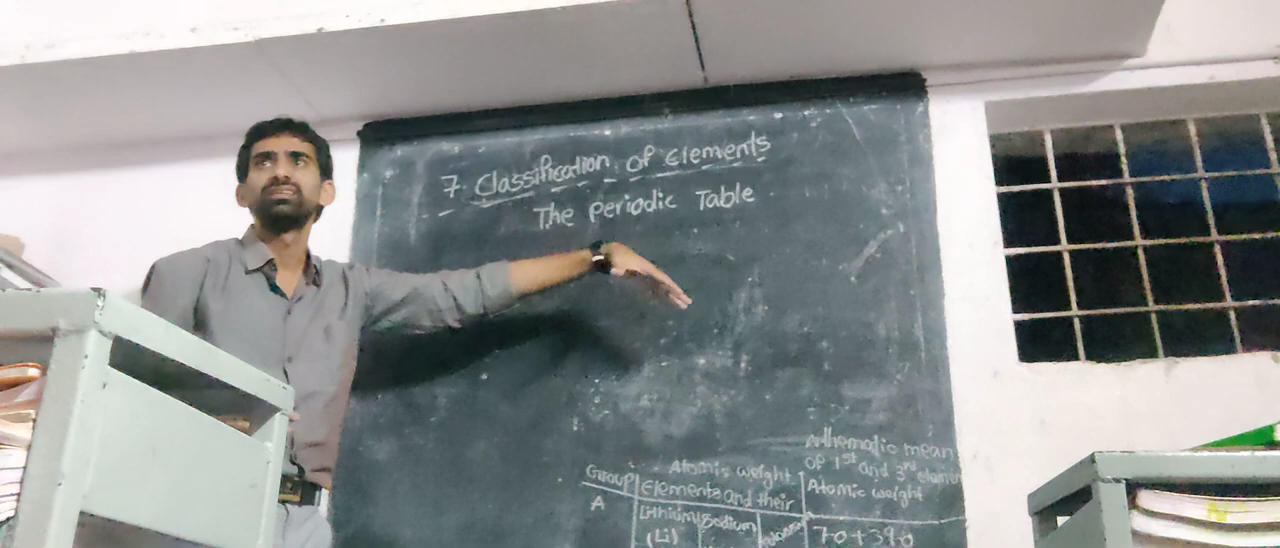 7. Classification of Elements
The Periodic Table
Group
Elements and their
Atomic weight
Arithematic mean
of 1st and 3rd element
Atomic weight
A
Lithium
(Li)
Sodium
7.0+39.0